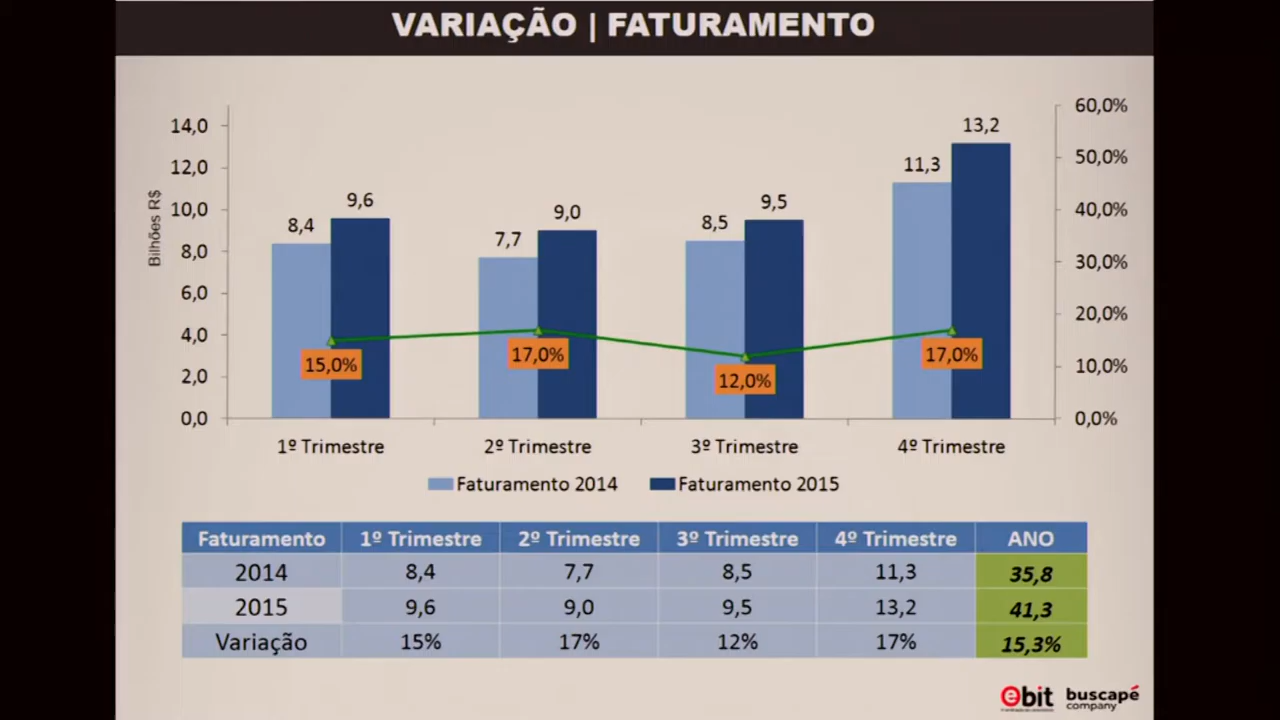 VARIAÇÃO | FATURAMENTO
Bilhões R$
14,0
12,0
10,0
8,0
6,0
4,0
2,0
0,0
60,0%
50,0%
40,0%
30,0%
20,0%
10,0%
0,0%
8,4
9,6
7,7
9,0
8,5
9,5
11,3
13,2
15,0%
17,0%
12,0%
17,0%
1º Trimestre 2º Trimestre 3º Trimestre 4º Trimestre
Faturamento 2014 Faturamento 2015
Faturamento 1º Trimestre 2º Trimestre 3º Trimestre 4º Trimestre ANO
2014 8,4 7,7 8,5 11,3 35,8
2015 9,6 9,0 9,5 13,2 41,3
Variação 15% 17% 12% 17% 15,3%
ebit buscapé
company